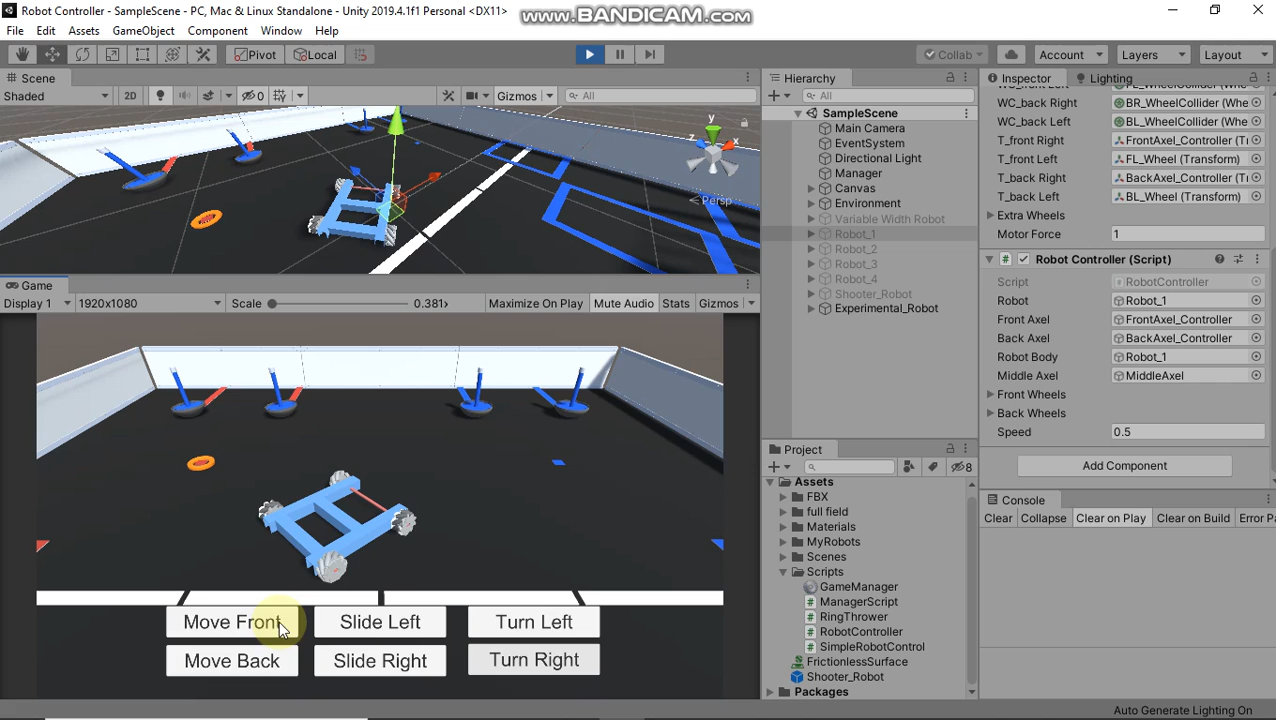 Robot Controller - SampleScene - PC, Mac & Linux Standalone - Unity 2019.4.1f1 Personal <DX11>
www.BANDICAM.com
File Edit Assets GameObject Component Window Help
Pivot Local Collab Account Layers Layout
Scene
Shaded 2D 0 Gizmos All
y
z x
Persp
Game
Display 1 1920x1080 Scale 0.381x Maximize On Play Mute Audio Stats Gizmos
Move Front Slide Left Turn Left
Move Back Slide Right Turn Right
Hierarchy
All
SampleScene
Main Camera
EventSystem
Directional Light
Manager
Canvas
Environment
Variable Width Robot
Robot_1
Robot_2
Robot_3
Robot_4
Shooter_Robot
Experimental_Robot
Project
8
Assets
FBX
full field
Materials
MyRobots
Scenes
Scripts
GameManager
ManagerScript
RingThrower
RobotController
SimpleRobotControl
FrictionlessSurface
Shooter_Robot
Packages
Inspector Lighting
WC_back Right BR_WheelCollider (Whe
WC_back Left BL_WheelCollider (Whe
T_front Right FrontAxel_Controller (Ti
T_front Left FL_Wheel (Transform)
T_back Right BackAxel_Controller (Ti
T_back Left BL_Wheel (Transform)
Extra Wheels
Motor Force 1
Robot Controller (Script)
Script RobotController
Robot Robot_1
Front Axel FrontAxel_Controller
Back Axel BackAxel_Controller
Robot Body Robot_1
Middle Axel MiddleAxel
Front Wheels
Back Wheels
Speed 0.5
Add Component
Console
Clear Collapse Clear on Play Clear on Build Error P
Auto Generate Lighting On